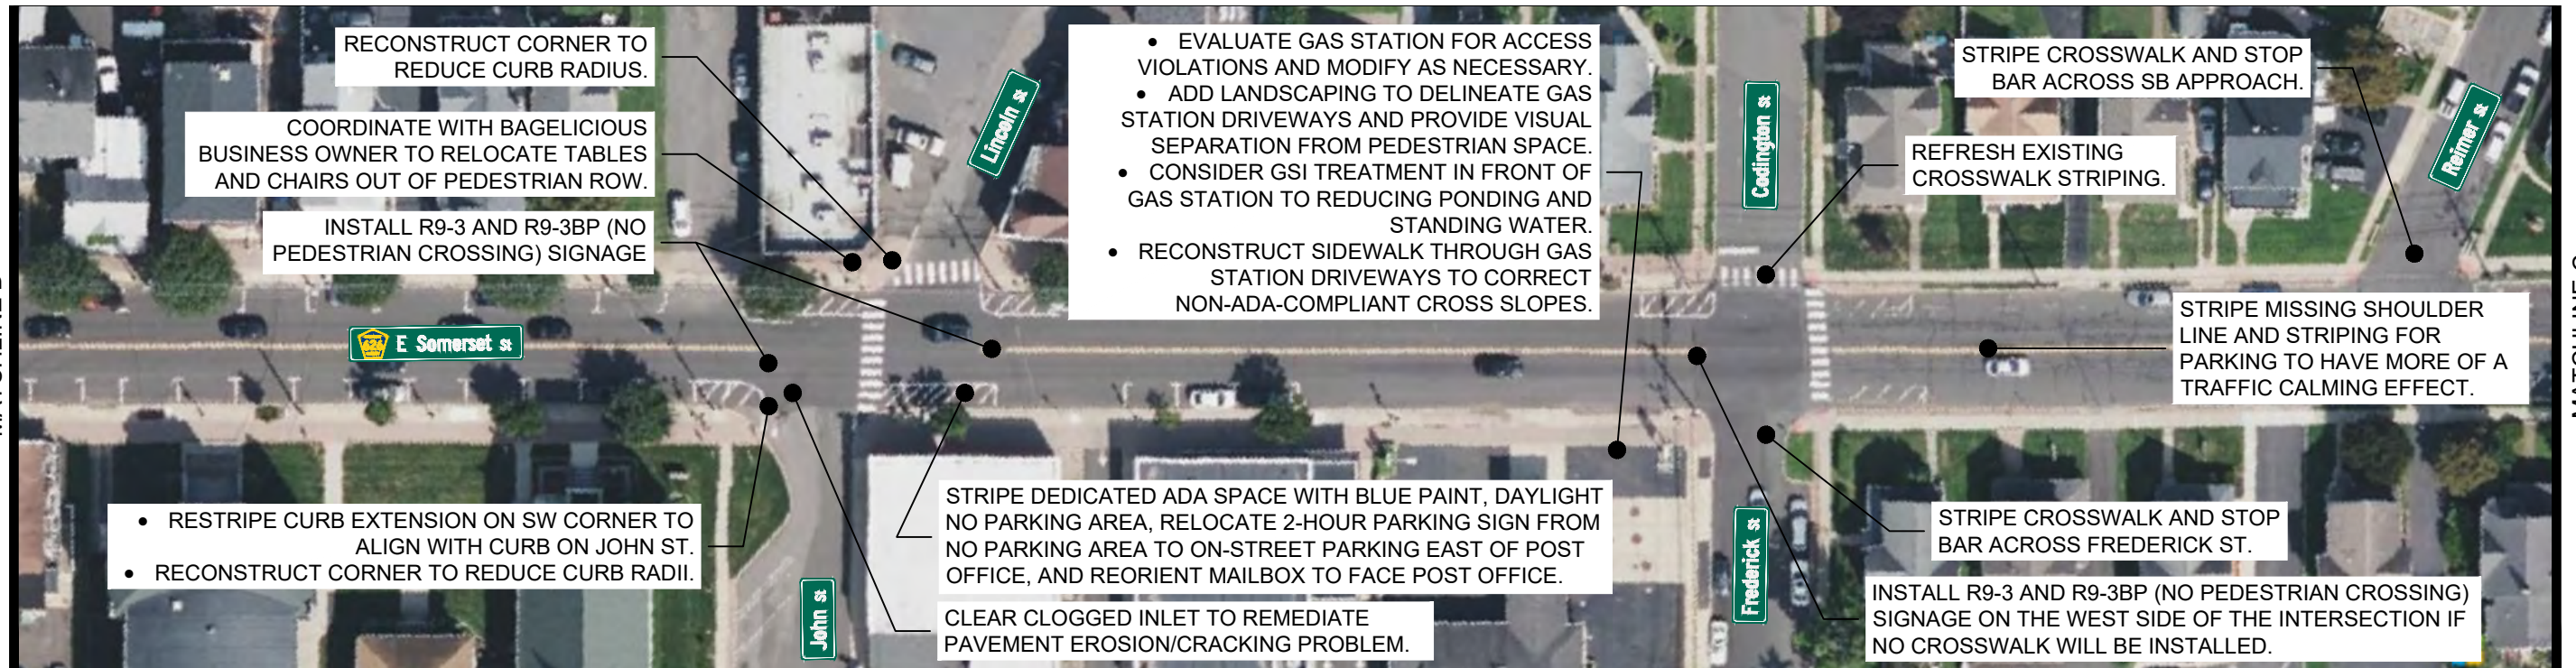 RECONSTRUCT CORNER TO
REDUCE CURB RADIUS.
COORDINATE WITH BAGELICIOUS
BUSINESS OWNER TO RELOCATE TABLES
AND CHAIRS OUT OF PEDESTRIAN ROW.
INSTALL R9-3 AND R9-3BP (NO
PEDESTRIAN CROSSING) SIGNAGE
Lincoln st
• EVALUATE GAS STATION FOR ACCESS
VIOLATIONS AND MODIFY AS NECESSARY.
• ADD LANDSCAPING TO DELINEATE GAS
STATION DRIVEWAYS AND PROVIDE VISUAL
SEPARATION FROM PEDESTRIAN SPACE.
• CONSIDER GSI TREATMENT IN FRONT OF
GAS STATION TO REDUCING PONDING AND
STANDING WATER.
• RECONSTRUCT SIDEWALK THROUGH GAS
STATION DRIVEWAYS TO CORRECT
NON-ADA-COMPLIANT CROSS SLOPES.
Codington st
STRIPE CROSSWALK AND STOP
BAR ACROSS SB APPROACH.
Reimer st
REFRESH EXISTING
CROSSWALK STRIPING.
626
E Somerset st
STRIPE MISSING SHOULDER
LINE AND STRIPING FOR
PARKING TO HAVE MORE OF A
TRAFFIC CALMING EFFECT.
• RESTRIPE CURB EXTENSION ON SW CORNER TO
ALIGN WITH CURB ON JOHN ST.
• RECONSTRUCT CORNER TO REDUCE CURB RADII.
John st
STRIPE DEDICATED ADA SPACE WITH BLUE PAINT, DAYLIGHT
NO PARKING AREA, RELOCATE 2-HOUR PARKING SIGN FROM
NO PARKING AREA TO ON-STREET PARKING EAST OF POST
OFFICE, AND REORIENT MAILBOX TO FACE POST OFFICE.
CLEAR CLOGGED INLET TO REMEDIATE
PAVEMENT EROSION/CRACKING PROBLEM.
Frederick st
STRIPE CROSSWALK AND STOP
BAR ACROSS FREDERICK ST.
INSTALL R9-3 AND R9-3BP (NO PEDESTRIAN CROSSING)
SIGNAGE ON THE WEST SIDE OF THE INTERSECTION IF
NO CROSSWALK WILL BE INSTALLED.